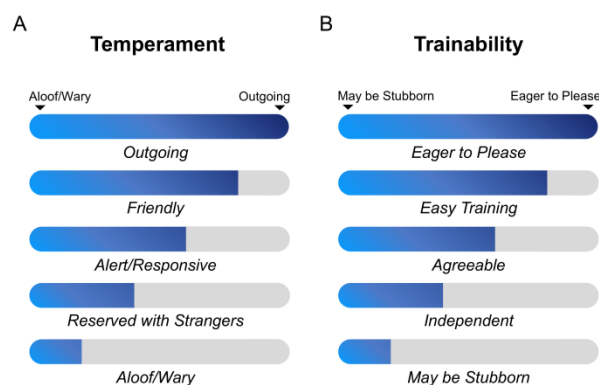 A
Temperament
Aloof/Wary
Outgoing
Outgoing
Friendly
Alert/Responsive
Reserved with Strangers
Aloof/Wary
B
Trainability
May be Stubborn
Eager to Please
Eager to Please
Easy Training
Agreeable
Independent
May be Stubborn